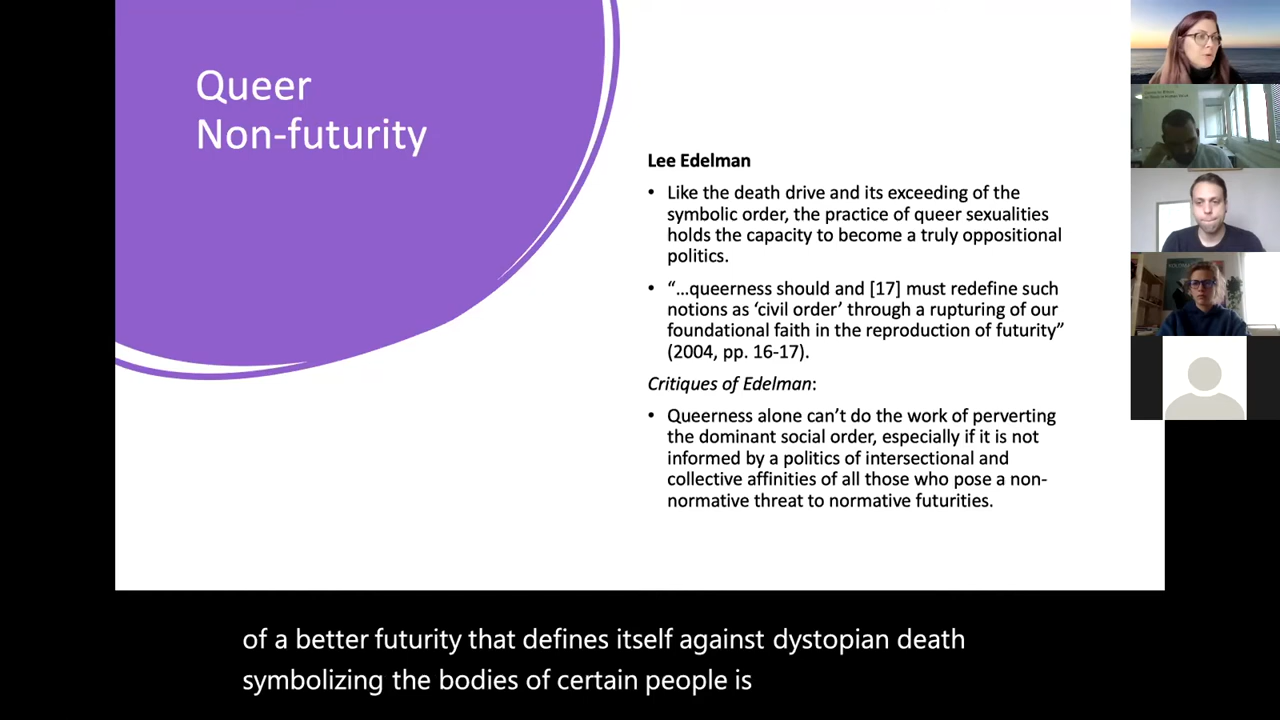 Queer
Non-futurity
Lee Edelman
• Like the death drive and its exceeding of the
symbolic order, the practice of queer sexualities
holds the capacity to become a truly oppositional
politics.
• “…queerness should and [17] must redefine such
notions as ‘civil order’ through a rupturing of our
foundational faith in the reproduction of futurity”
(2004, pp. 16-17).
Critiques of Edelman:
• Queerness alone can’t do the work of perverting
the dominant social order, especially if it is not
informed by a politics of intersectional and
collective affinities of all those who pose a non-
normative threat to normative futurities.
of a better futurity that defines itself against dystopian death
symbolizing the bodies of certain people is